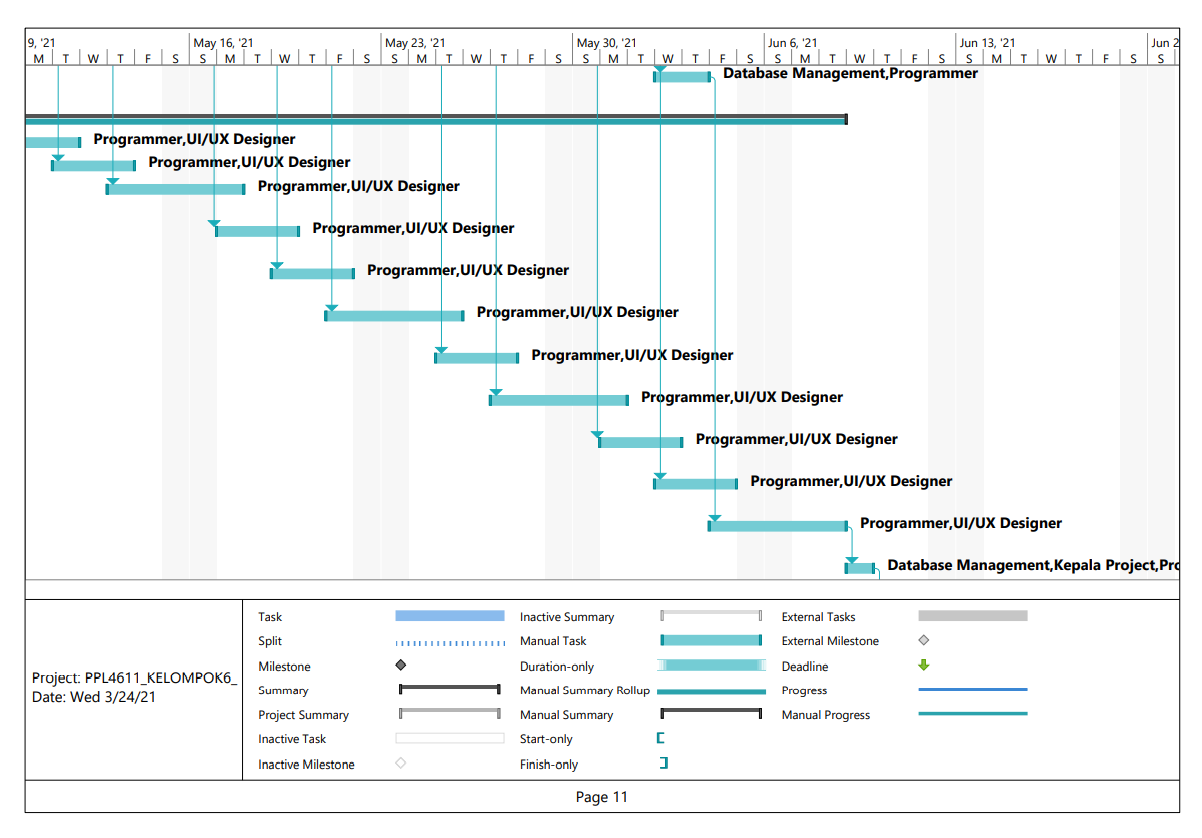 9, '21 May 16, '21 May 23, '21 May 30, '21 Jun 6, '21 Jun 13, '21 Jun 2
M T W T F S S M T W T F S S M T W T F S S M T W T F S S M T W T F S S M T W T F S S
Database Management,Programmer
Programmer,UI/UX Designer
Programmer,UI/UX Designer
Programmer,UI/UX Designer
Programmer,UI/UX Designer
Programmer,UI/UX Designer
Programmer,UI/UX Designer
Programmer,UI/UX Designer
Programmer,UI/UX Designer
Programmer,UI/UX Designer
Programmer,UI/UX Designer
Programmer,UI/UX Designer
Database Management,Kepala Project,Pro
Project: PPL4611_KELOMPOK6_
Date: Wed 3/24/21
Task
Split
Milestone
Summary
Project Summary
Inactive Task
Inactive Milestone
Inactive Summary
Manual Task
Duration-only
Manual Summary Rollup
Manual Summary
Start-only
Finish-only
External Tasks
External Milestone
Deadline
Progress
Manual Progress
Page 11